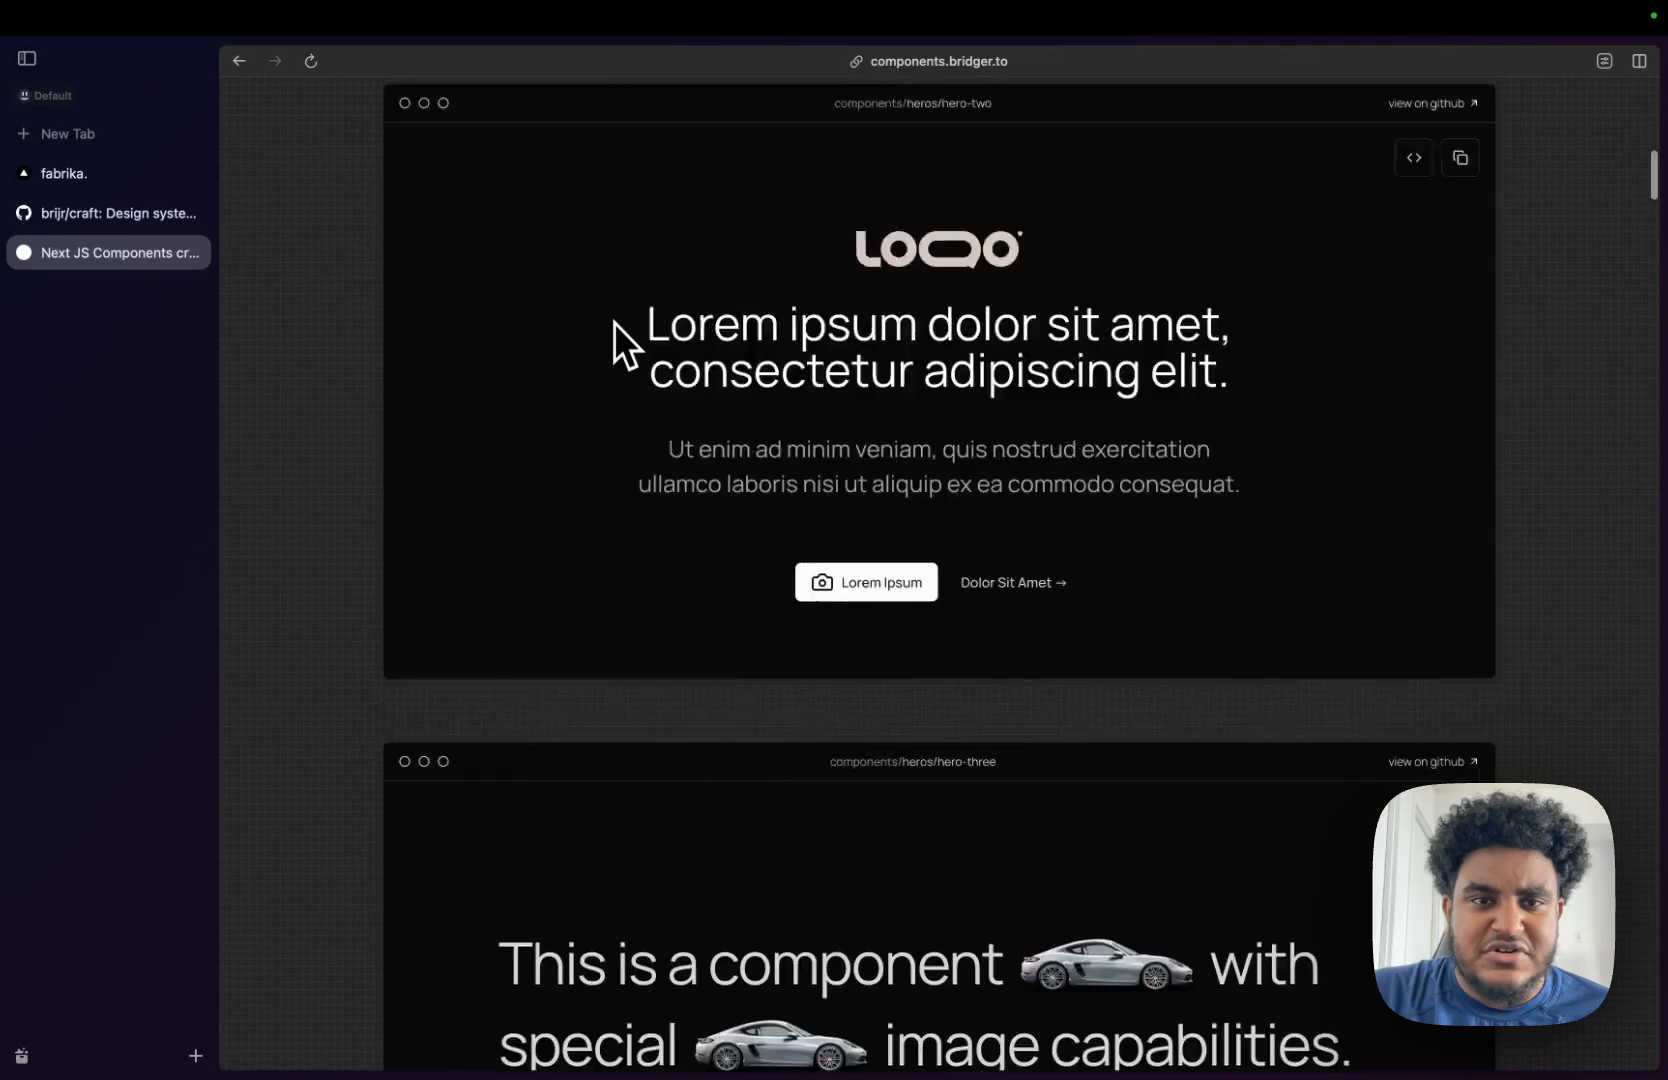 components.bridger.to
Default
New Tab
fabrika.
brijr/craft: Design syste...
Next JS Components cr...
components/heros/hero-two
view on github ↗
LOGO
Lorem ipsum dolor sit amet,
consectetur adipiscing elit.
Ut enim ad minim veniam, quis nostrud exercitation
ullamco laboris nisi ut aliquip ex ea commodo consequat.
Lorem Ipsum
Dolor Sit Amet →
components/heros/hero-three
view on github ↗
This is a component with
special image capabilities.